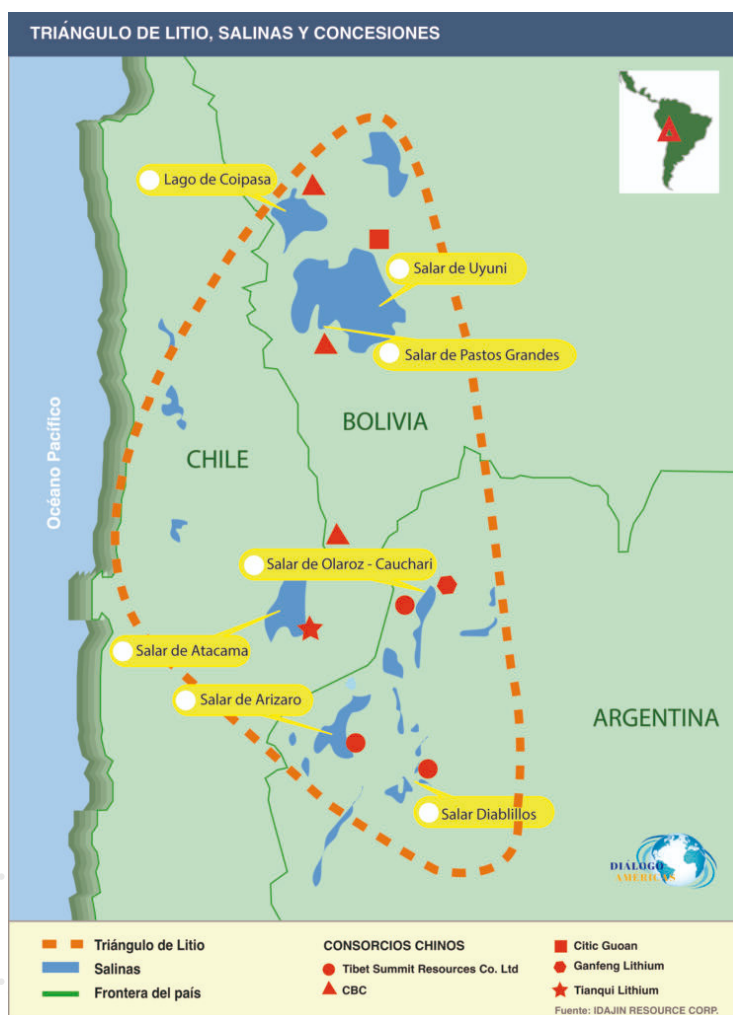 TRIÁNGULO DE LITIO, SALINAS Y CONCESIONES
Lago de Coipasa
Salar de Uyuni
Salar de Pastos Grandes
BOLIVIA
CHILE
Océano Pacífico
Salar de Olaroz - Cauchari
Salar de Atacama
Salar de Arizaro
ARGENTINA
Salar Diablillos
DIÁLOGO
AMÉRICAS
Triángulo de Litio
Salinas
Frontera del país
CONSORCIOS CHINOS
Tibet Summit Resources Co. Ltd
CBC
Citic Guoan
Ganfeng Lithium
Tianqui Lithium
Fuente: IDAJIN RESOURCE CORP.